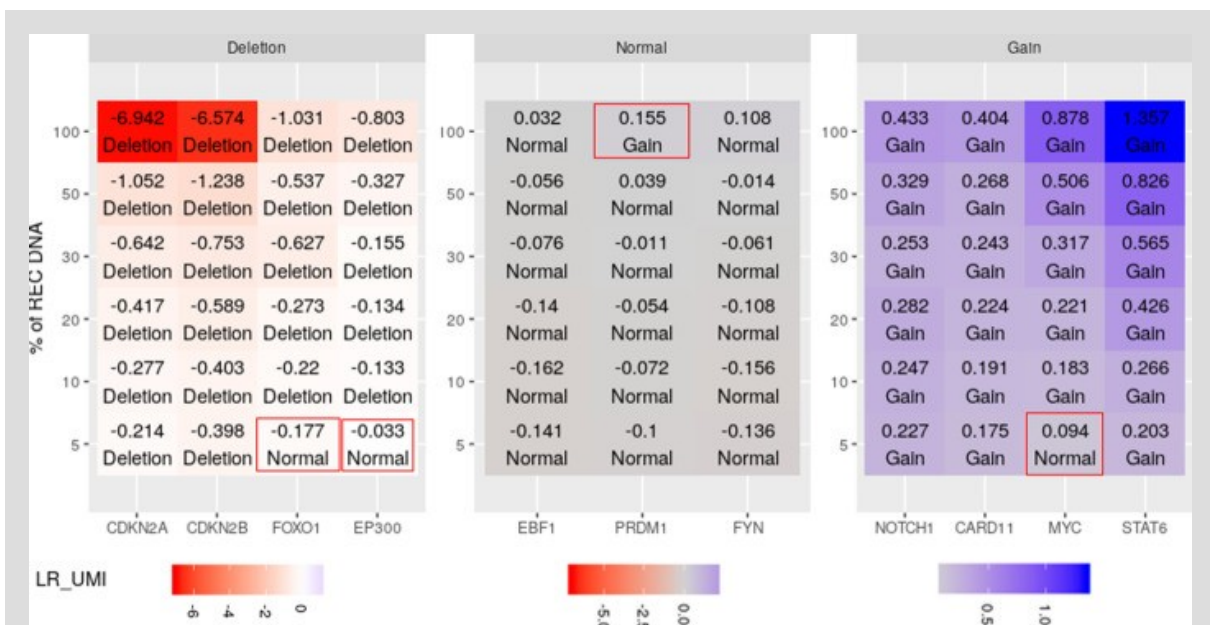 Deletion Normal Gain
-6.942 -6.574 -1.031 -0.803 0.032 0.155 0.108 0.433 0.404 0.878 1.357
100 Deletion Deletion Deletion Deletion 100 Normal Gain Normal 100 Gain Gain Gain Gain
-1.052 -1.238 -0.537 -0.327 -0.056 0.039 -0.014 0.329 0.268 0.506 0.826
50 Deletion Deletion Deletion Deletion 50 Normal Normal Normal 50 Gain Gain Gain Gain
-0.642 -0.753 -0.627 -0.155 -0.076 -0.011 -0.061 0.253 0.243 0.317 0.565
30 Deletion Deletion Deletion Deletion 30 Normal Normal Normal 30 Gain Gain Gain Gain
-0.417 -0.589 -0.273 -0.134 -0.14 -0.054 -0.108 0.282 0.224 0.221 0.426
20 Deletion Deletion Deletion Deletion 20 Normal Normal Normal 20 Gain Gain Gain Gain
-0.277 -0.403 -0.22 -0.133 -0.162 -0.072 -0.156 0.247 0.191 0.183 0.266
10 Deletion Deletion Deletion Deletion 10 Normal Normal Normal 10 Gain Gain Gain Gain
-0.214 -0.398 -0.177 -0.033 -0.141 -0.1 -0.136 0.227 0.175 0.094 0.203
5 Deletion Deletion Normal Normal 5 Normal Normal Normal 5 Gain Gain Normal Gain
% of REC DNA
CDKN2A CDKN2B FOXO1 EP300 EBF1 PRDM1 FYN NOTCH1 CARD11 MYC STAT6
LR_UMI
-6 -4 -2 0 0.0 0.5 1.0